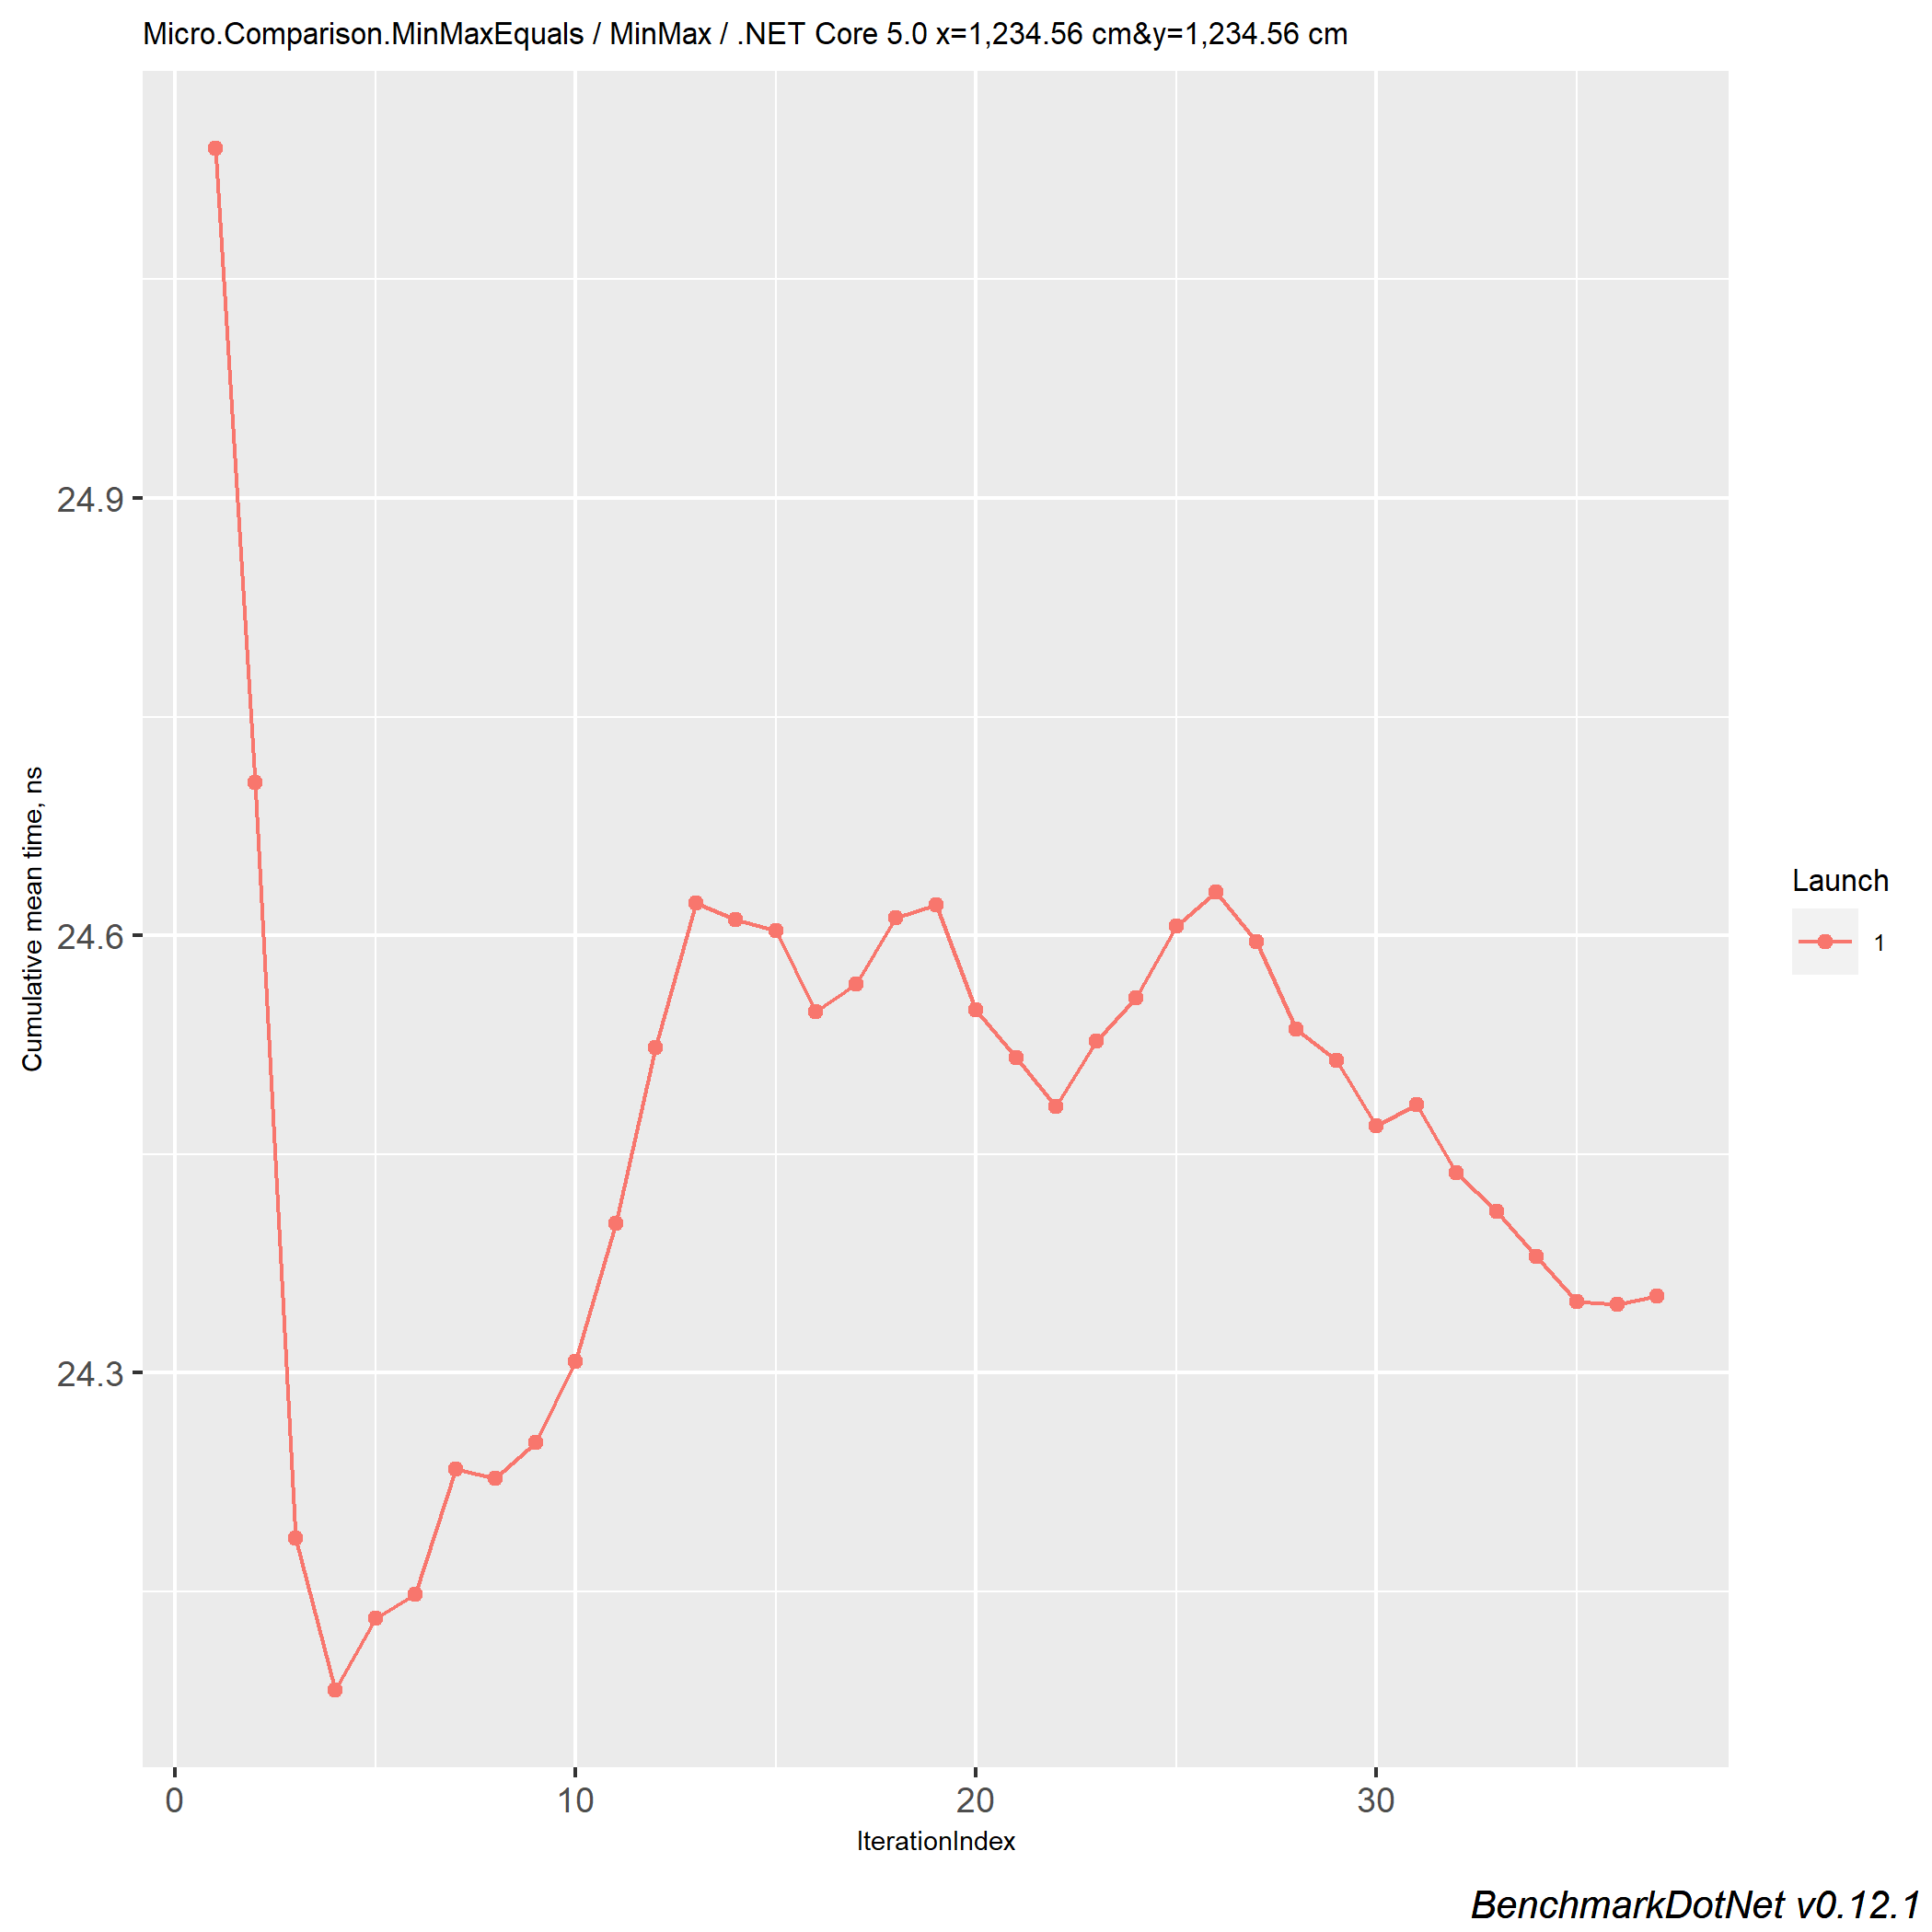 Micro.Comparison.MinMaxEquals / MinMax / .NET Core 5.0 x=1,234.56 cm&y=1,234.56 cm
Cumulative mean time, ns
24.9
24.6
24.3
0 10 20 30
IterationIndex
Launch
1
BenchmarkDotNet v0.12.1